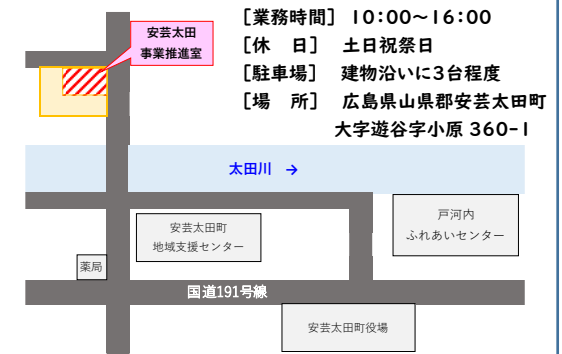 安芸太田
事業推進室
[業務時間] 10:00~16:00
[休　日] 土日祝祭日
[駐車場] 建物沿いに3台程度
[場　所] 広島県山県郡安芸太田町
大字遊谷字小原 360-1
太田川 →
安芸太田町
地域支援センター
戸河内
ふれあいセンター
薬局
国道191号線
安芸太田町役場